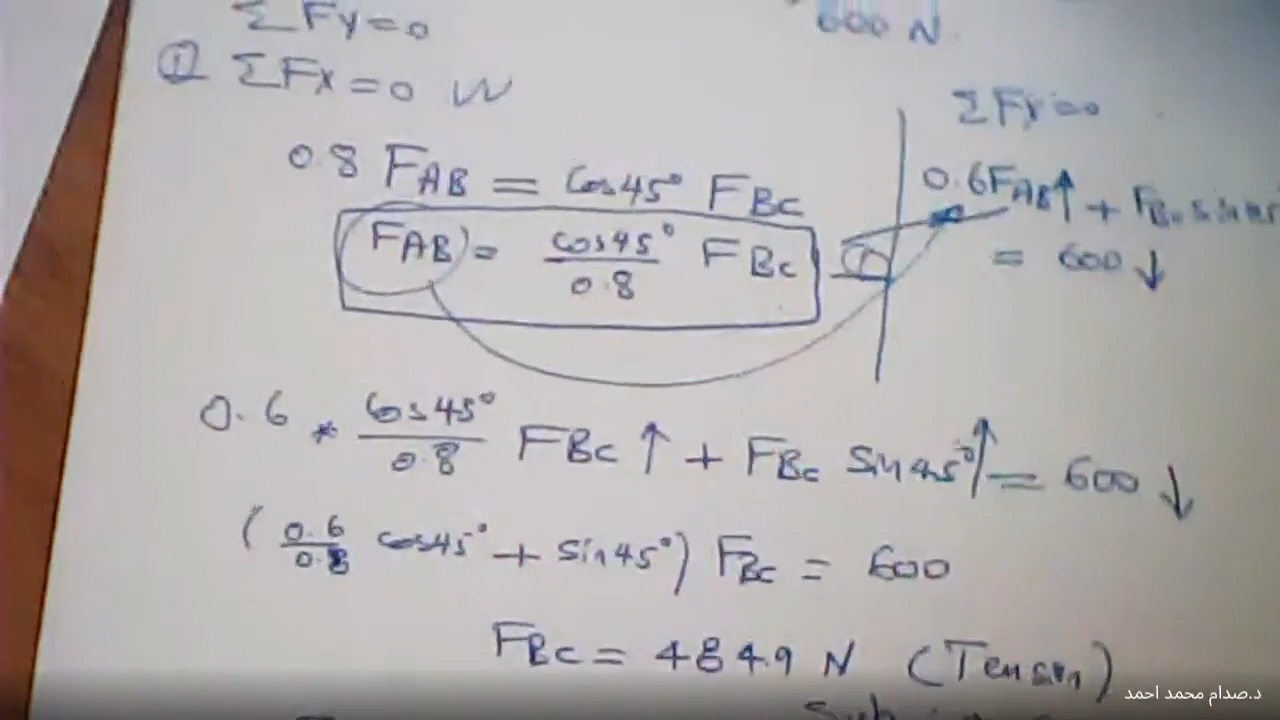 ΣFy=0
600 N
① ΣFx=0
ΣFy=0
0.8 FAB = Cos45° FBC
0.6FAB↑ + FBC sin45
= 600 ↓
FAB = cos45°/0.8 FBC
①
0.6 * Cos45°/0.8 FBC ↑ + FBC Sin45°↑ = 600 ↓
(0.6/0.8 cos45° + sin45°) FBC = 600
FBC = 484.9 N (Tension)
د.صدام محمد احمد